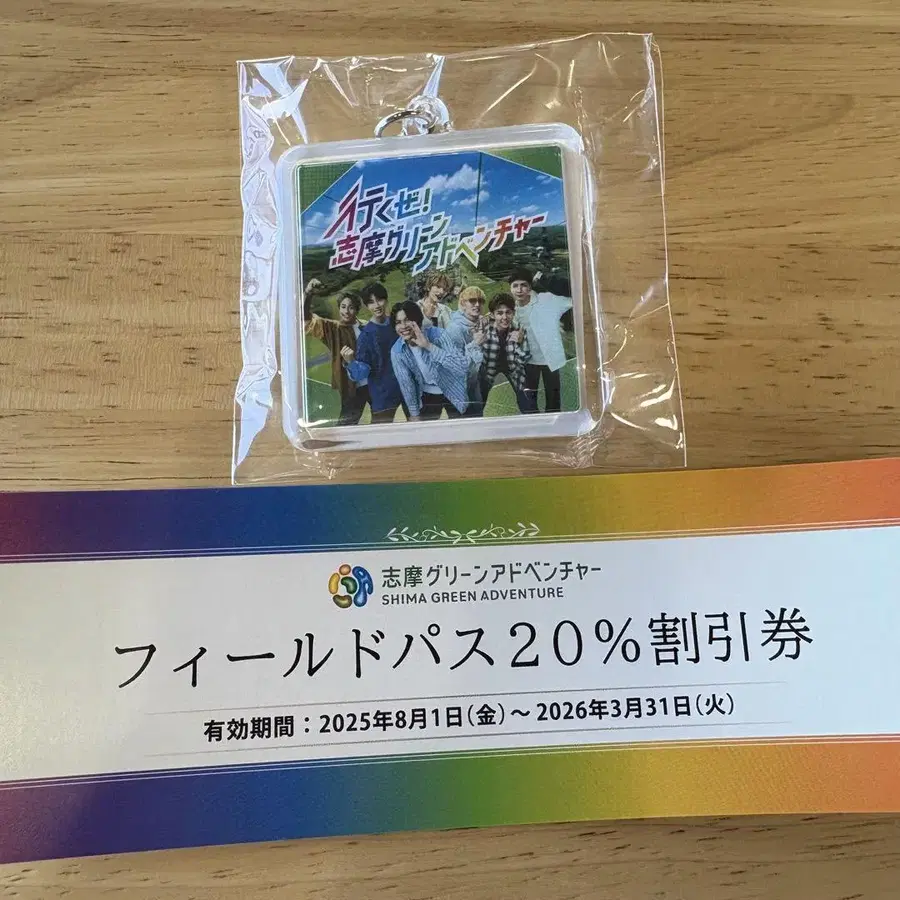 行くぜ!
志摩グリーン
アドベンチャー
志摩グリーンアドベンチャー
SHIMA GREEN ADVENTURE
フィールドパス20%割引券
有効期間：2025年8月1日(金)～2026年3月31日(火)